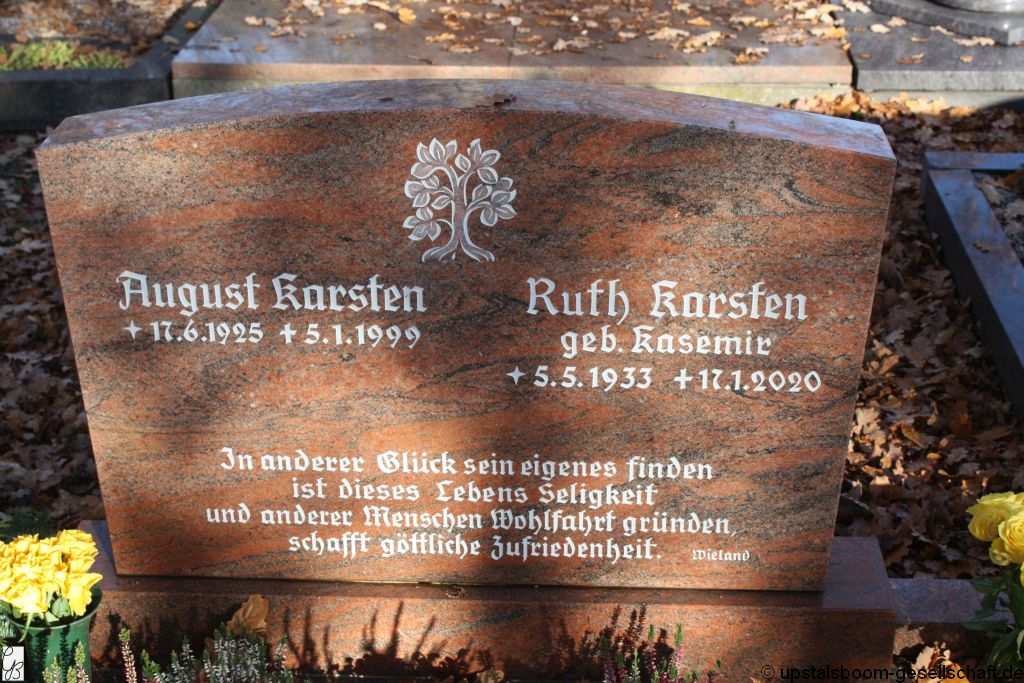 August Karsten
✦ 17.6.1925 ✝ 5.1.1999
Ruth Karsten
geb. Kasemir
✦ 5.5.1933 ✝ 17.1.2020
In anderer Glück sein eigenes finden
ist dieses Lebens Seligkeit
und anderer Menschen Wohlfahrt gründen,
schafft göttliche Zufriedenheit. Wieland
© upstalsboom-gesellschaft.de